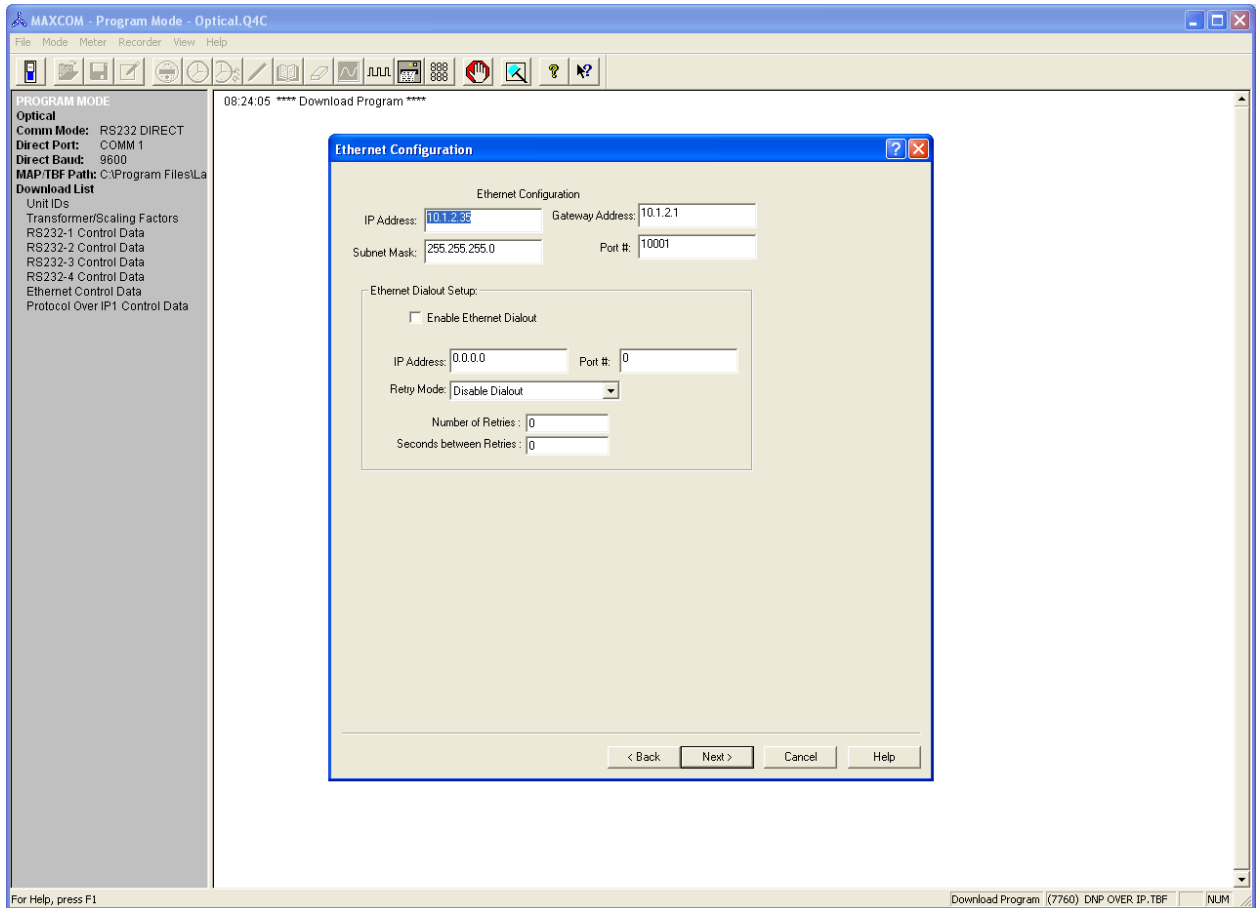 MAXCOM - Program Mode - Optical.Q4C
File Mode Meter Recorder View Help
PROGRAM MODE
Optical
Comm Mode: RS232 DIRECT
Direct Port: COMM 1
Direct Baud: 9600
MAP/TBF Path: C:\Program Files\La
Download List
Unit IDs
Transformer/Scaling Factors
RS232-1 Control Data
RS232-2 Control Data
RS232-3 Control Data
RS232-4 Control Data
Ethernet Control Data
Protocol Over IP1 Control Data
08:24:05 **** Download Program ****
Ethernet Configuration
Ethernet Configuration
IP Address: 10.1.2.35 Gateway Address: 10.1.2.1
Subnet Mask: 255.255.255.0 Port #: 10001
Ethernet Dialout Setup:
Enable Ethernet Dialout
IP Address: 0.0.0.0 Port #: 0
Retry Mode: Disable Dialout
Number of Retries : 0
Seconds between Retries : 0
< Back Next > Cancel Help
For Help, press F1 Download Program (7760) DNP OVER IP.TBF NUM